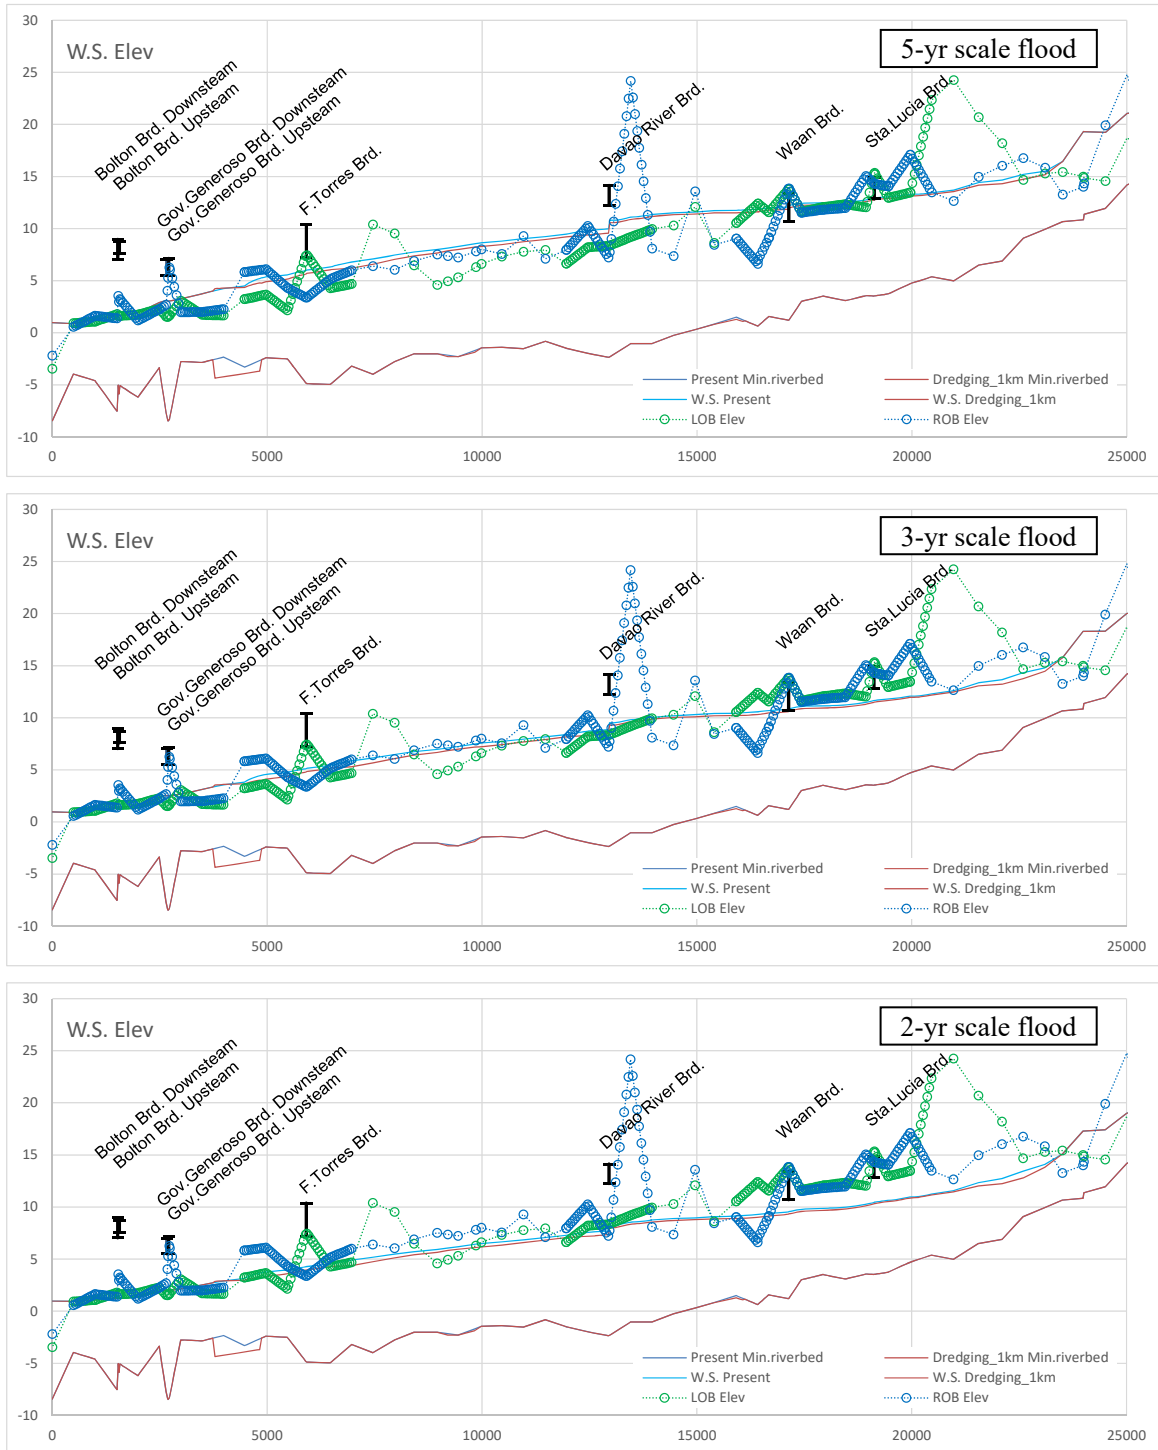 W.S. Elev
5-yr scale flood
Bolton Brd. Downsteam
Bolton Brd. Upsteam
Gov.Generoso Brd. Downsteam
Gov.Generoso Brd. Upsteam
F.Torres Brd.
Davao River Brd.
Waan Brd.
Sta.Lucia Brd.
30
25
20
15
10
5
0
-5
-10
0
5000
10000
15000
20000
25000
Present Min.riverbed
Dredging_1km Min.riverbed
W.S. Present
W.S. Dredging_1km
LOB Elev
ROB Elev
W.S. Elev
3-yr scale flood
Bolton Brd. Downsteam
Bolton Brd. Upsteam
Gov.Generoso Brd. Downsteam
Gov.Generoso Brd. Upsteam
F.Torres Brd.
Davao River Brd.
Waan Brd.
Sta.Lucia Brd.
30
25
20
15
10
5
0
-5
-10
0
5000
10000
15000
20000
25000
Present Min.riverbed
Dredging_1km Min.riverbed
W.S. Present
W.S. Dredging_1km
LOB Elev
ROB Elev
W.S. Elev
2-yr scale flood
Bolton Brd. Downsteam
Bolton Brd. Upsteam
Gov.Generoso Brd. Downsteam
Gov.Generoso Brd. Upsteam
F.Torres Brd.
Davao River Brd.
Waan Brd.
Sta.Lucia Brd.
30
25
20
15
10
5
0
-5
-10
0
5000
10000
15000
20000
25000
Present Min.riverbed
Dredging_1km Min.riverbed
W.S. Present
W.S. Dredging_1km
LOB Elev
ROB Elev